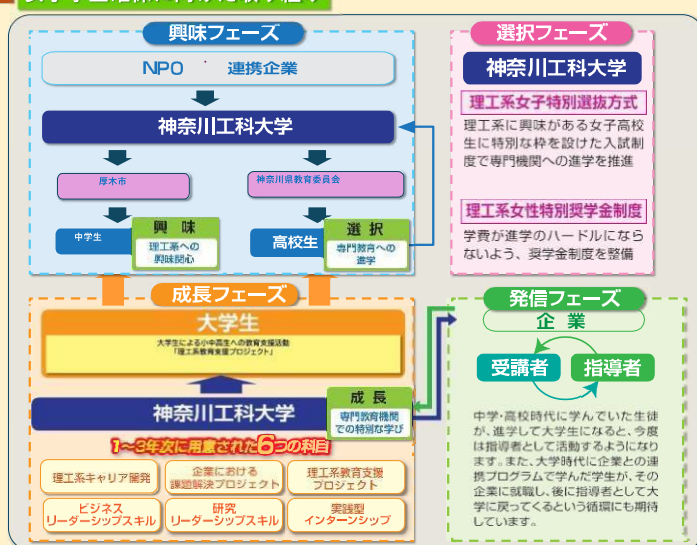 興味フェーズ
NPO ・ 連携企業
神奈川工科大学
厚木市
神奈川県教育委員会
中学生
興 味
理工系への
興味関心
高校生
選 択
専門教育への
進学
選択フェーズ
神奈川工科大学
理工系女子特別選抜方式
理工系に興味がある女子高校
生に特別な枠を設けた入試制
度で専門機関への進学を推進
理工系女性特別奨学金制度
学費が進学のハードルになら
ないよう、奨学金制度を整備
成長フェーズ
大学生
大学生による小中高生への教育支援活動
「理工系教育支援プロジェクト」
神奈川工科大学
成 長
専門教育機関
での特別な学び
1〜3年次に用意された6つの科目
理工系キャリア開発
企業における
課題解決プロジェクト
理工系教育支援
プロジェクト
ビジネス
リーダーシップスキル
研究
リーダーシップスキル
実践型
インターンシップ
発信フェーズ
企 業
受講者
指導者
中学・高校時代に学んでいた生徒
が、進学して大学生になると、今度
は指導者として活動するようになり
ます。また、大学時代に企業との連
携プログラムで学んだ学生が、その
企業に就職し、後に指導者として大
学に戻ってくるという循環にも期待
しています。